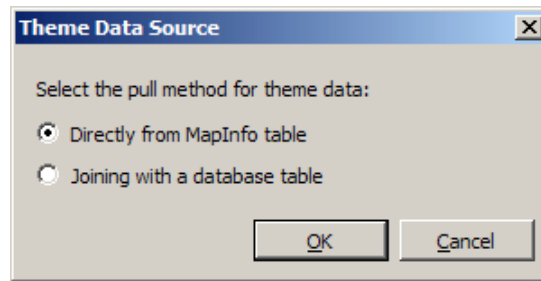 Theme Data Source
Select the pull method for theme data:
Directly from MapInfo table
Joining with a database table
OK Cancel